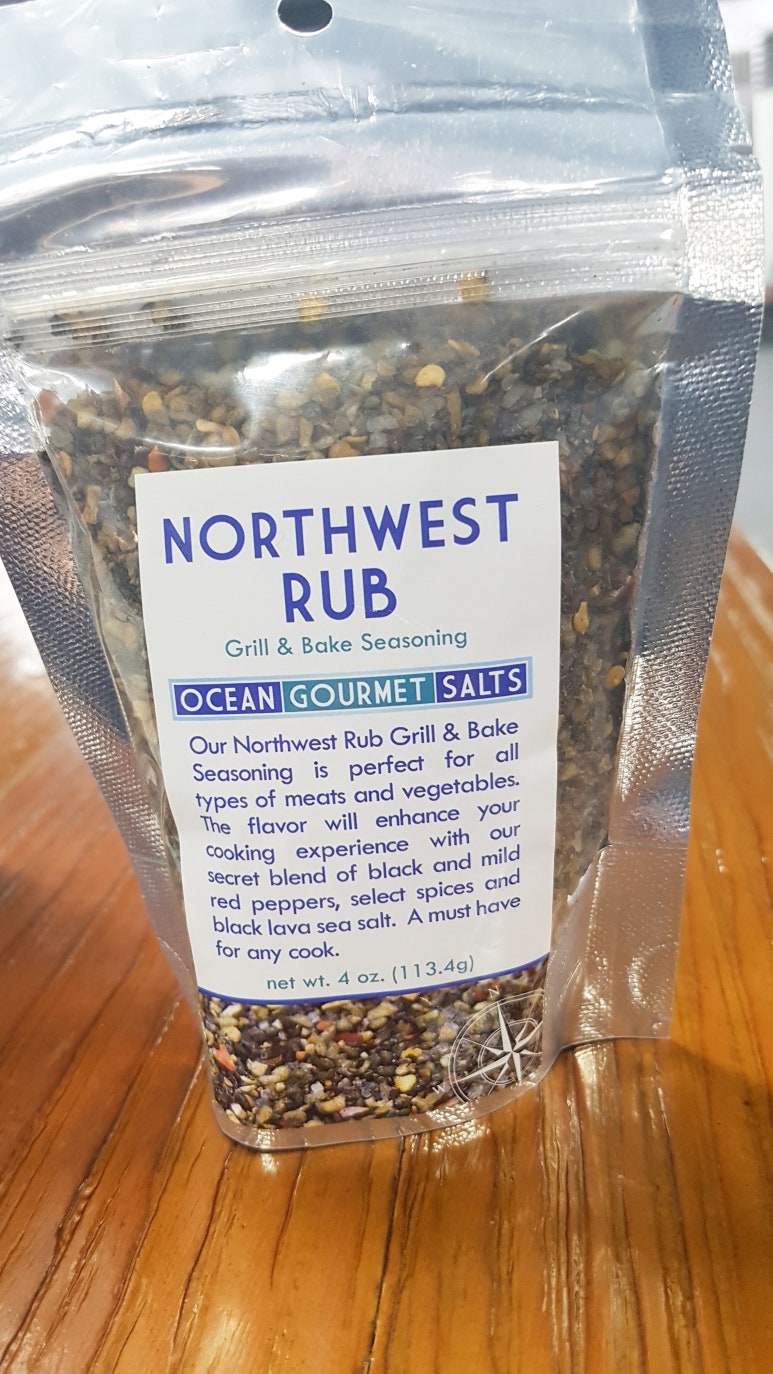 NORTHWEST
RUB
Grill & Bake Seasoning
OCEAN GOURMET SALTS
Our Northwest Rub Grill & Bake
Seasoning is perfect for all
types of meats and vegetables.
The flavor will enhance your
cooking experience with our
secret blend of black and mild
red peppers, select spices and
black lava sea salt. A must have
for any cook.
net wt. 4 oz. (113.4g)
N